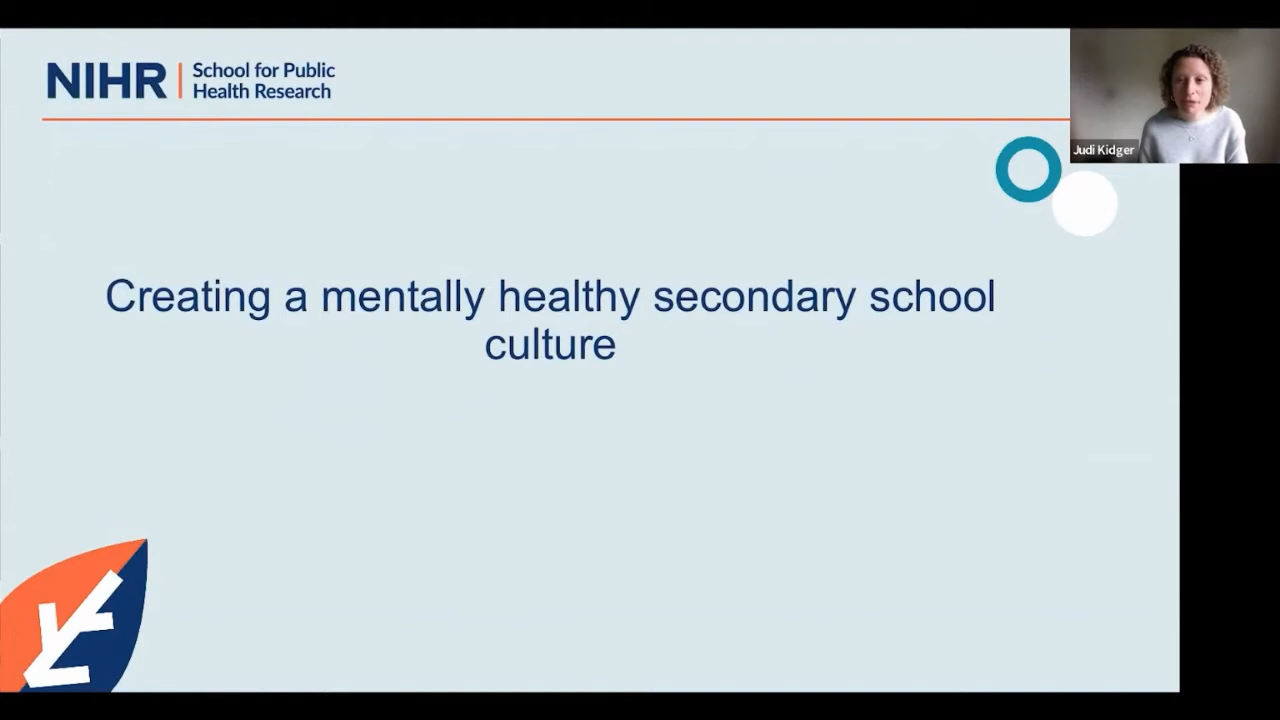 NIHR | School for Public
Health Research
Judi Kidger
Creating a mentally healthy secondary school
culture